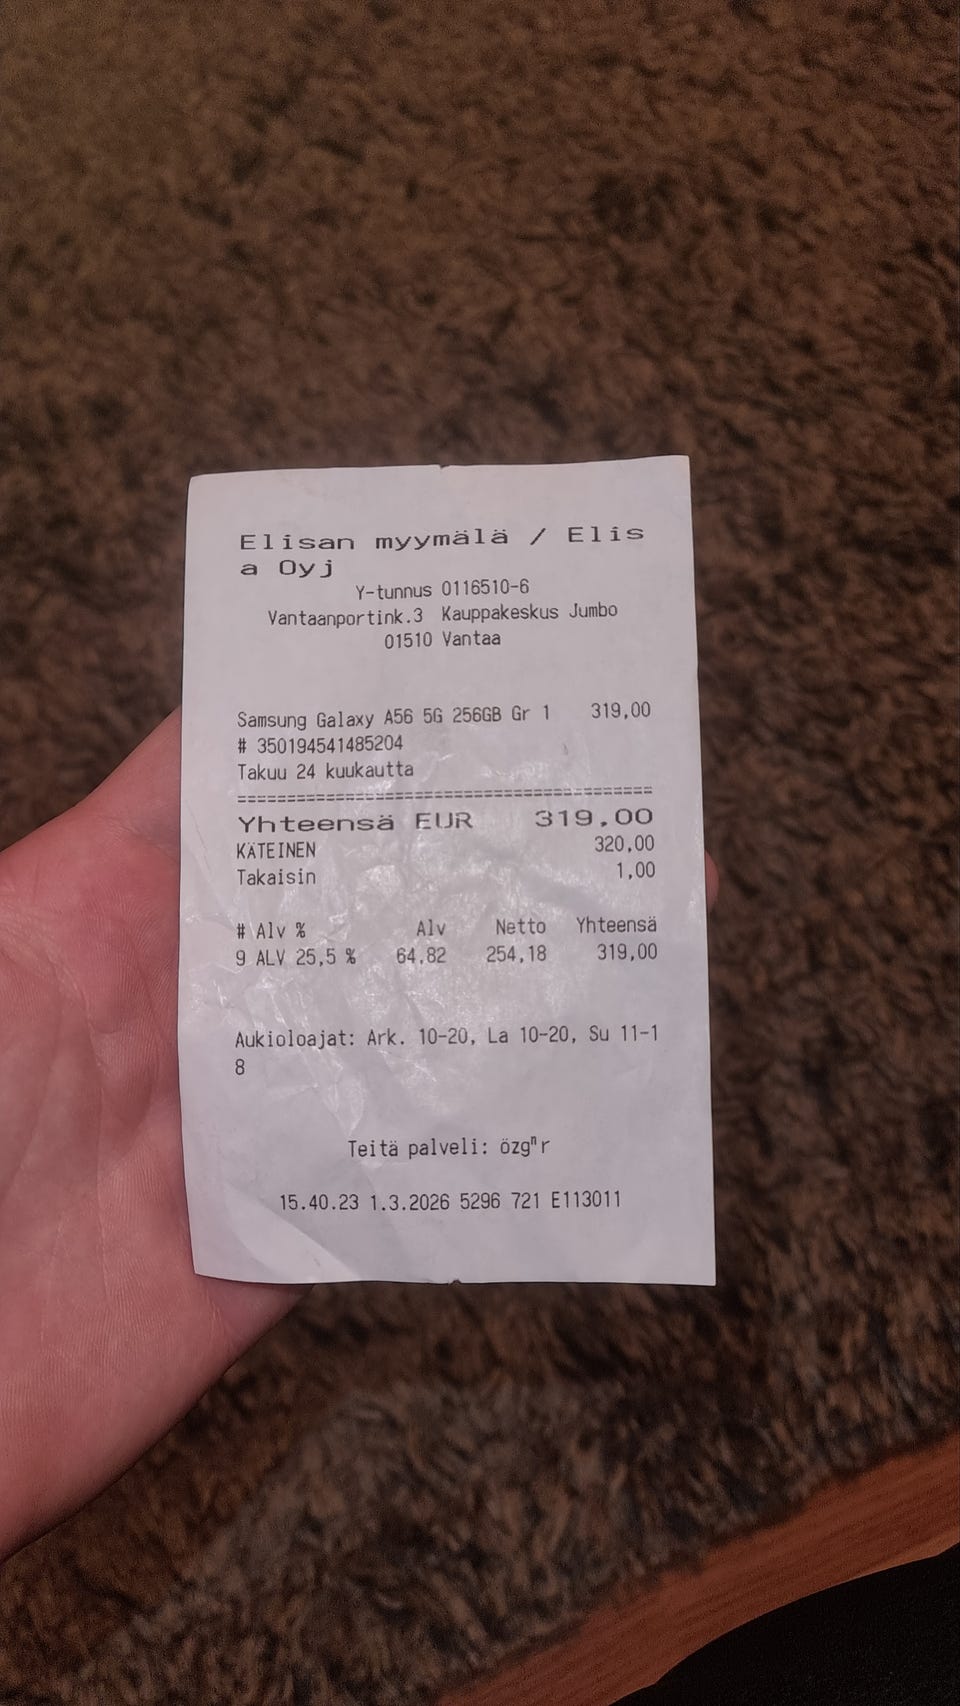 Elisan myymälä / Elis
a Oyj
Y-tunnus 0116510-6
Vantaanportink.3 Kauppakeskus Jumbo
01510 Vantaa
Samsung Galaxy A56 5G 256GB Gr 1 319,00
# 350194541485204
Takuu 24 kuukautta
==========================================
Yhteensä EUR 319,00
KÄTEINEN 320,00
Takaisin 1,00
# Alv % Alv Netto Yhteensä
9 ALV 25,5 % 64,82 254,18 319,00
Aukioloajat: Ark. 10-20, La 10-20, Su 11-1
8
Teitä palveli: özgⁿr
15.40.23 1.3.2026 5296 721 E113011